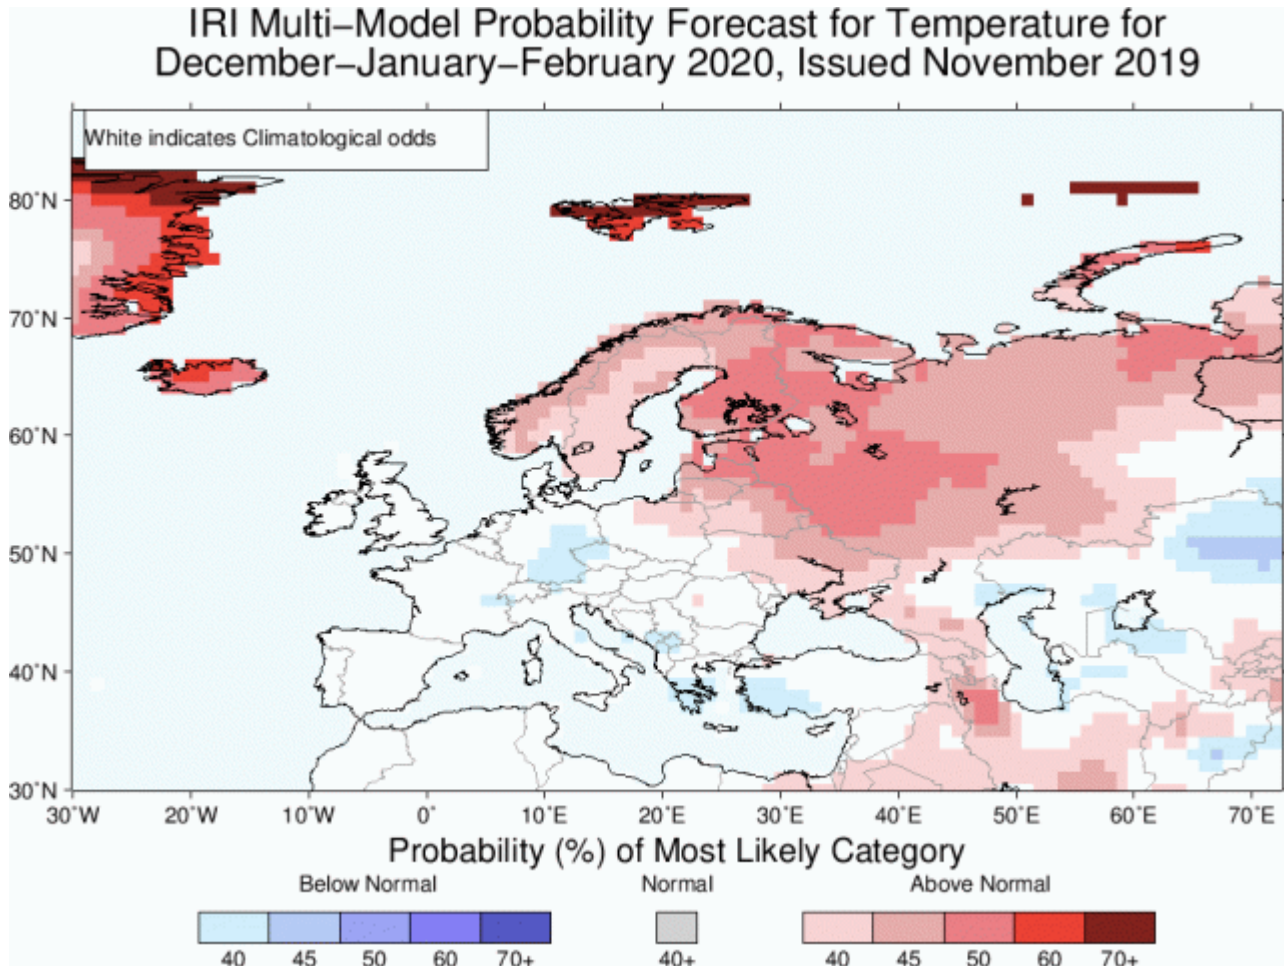 IRI Multi−Model Probability Forecast for Temperature for
December−January−February 2020, Issued November 2019
White indicates Climatological odds
80°N
70°N
60°N
50°N
40°N
30°N
30°W 20°W 10°W 0° 10°E 20°E 30°E 40°E 50°E 60°E 70°E
Probability (%) of Most Likely Category
Below Normal Normal Above Normal
40 45 50 60 70+ 40+ 40 45 50 60 70+